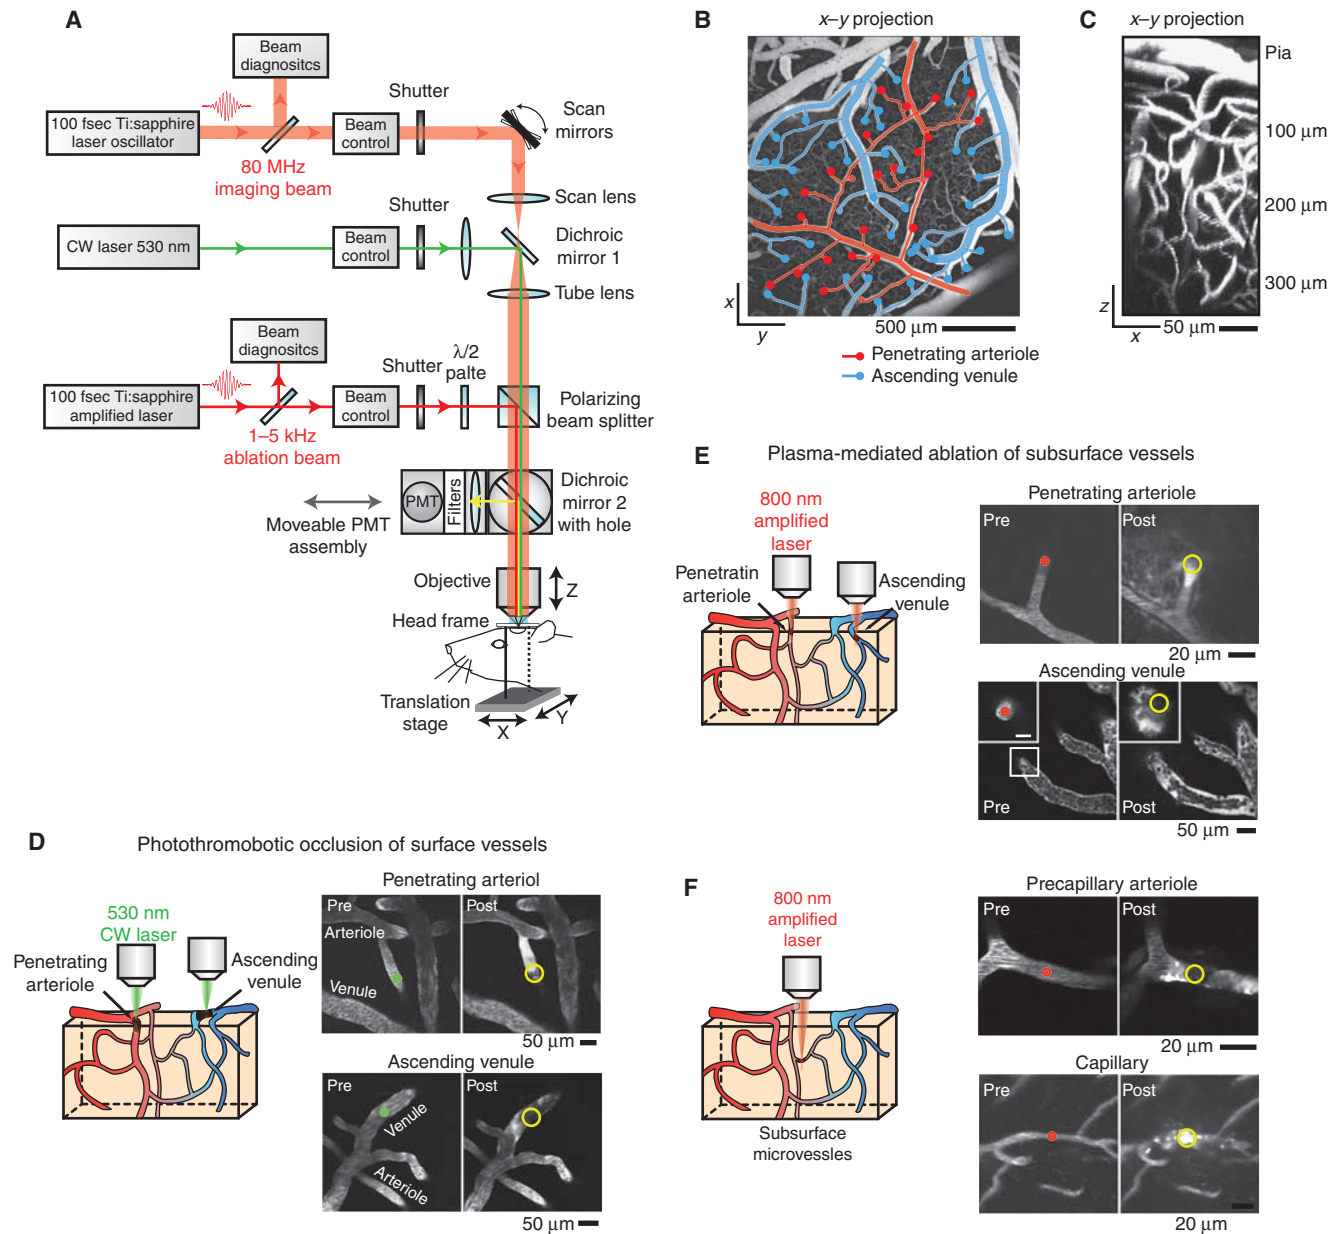 A
Beam
diagnositcs
Shutter
Scan
mirrors
100 fsec Ti:sapphire
laser oscillator
Beam
control
80 MHz
imaging beam
Scan lens
Shutter
CW laser 530 nm
Beam
control
Dichroic
mirror 1
Tube lens
Beam
diagnositcs
Shutter
λ/2
palte
100 fsec Ti:sapphire
amplified laser
Beam
control
Polarizing
beam splitter
1–5 kHz
ablation beam
PMT
Filters
Dichroic
mirror 2
with hole
Moveable PMT
assembly
Objective
Z
Head frame
Translation
stage
X
Y
B
x–y projection
x
y
500 μm
Penetrating arteriole
Ascending venule
C
x–y projection
Pia
100 μm
200 μm
300 μm
z
x
50 μm
D
Photothromobotic occlusion of surface vessels
530 nm
CW laser
Penetrating
arteriole
Ascending
venule
Penetrating arteriol
Pre
Post
Arteriole
Venule
50 μm
Ascending venule
Pre
Post
Venule
Arteriole
50 μm
E
Plasma-mediated ablation of subsurface vessels
800 nm
amplified
laser
Penetratin
arteriole
Ascending
venule
Penetrating arteriole
Pre
Post
20 μm
Ascending venule
Pre
Post
50 μm
F
800 nm
amplified
laser
Subsurface
microvessles
Precapillary arteriole
Pre
Post
20 μm
Capillary
Pre
Post
20 μm